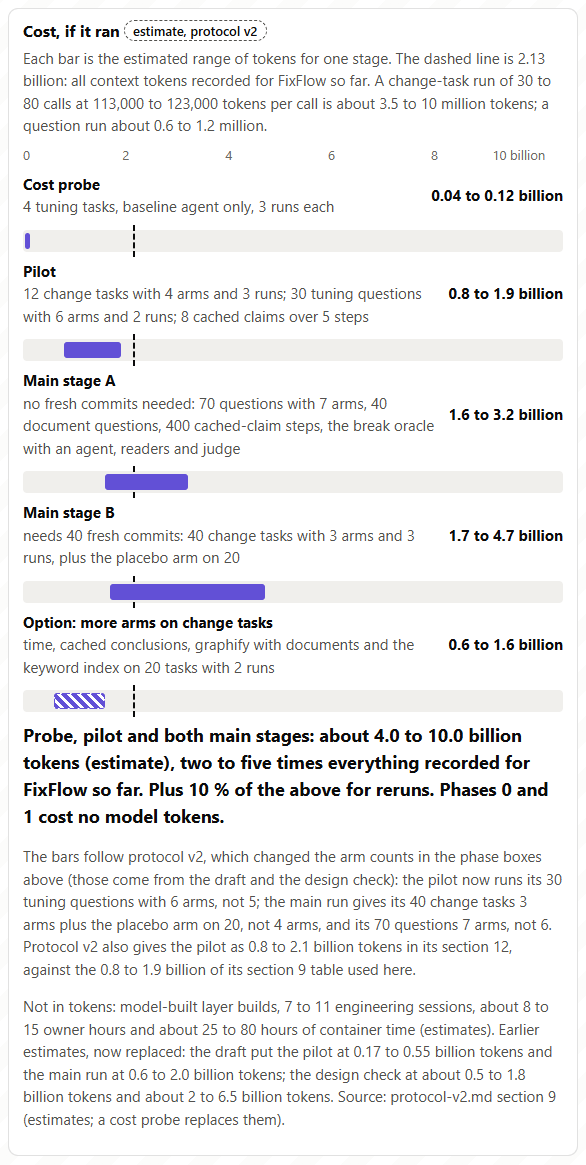 Cost, if it ran estimate, protocol v2
Each bar is the estimated range of tokens for one stage. The dashed line is 2.13
billion: all context tokens recorded for FixFlow so far. A change-task run of 30 to
80 calls at 113,000 to 123,000 tokens per call is about 3.5 to 10 million tokens; a
question run about 0.6 to 1.2 million.
0 2 4 6 8 10 billion
Cost probe
4 tuning tasks, baseline agent only, 3 runs each
0.04 to 0.12 billion
Pilot
12 change tasks with 4 arms and 3 runs; 30 tuning questions
with 6 arms and 2 runs; 8 cached claims over 5 steps
0.8 to 1.9 billion
Main stage A
no fresh commits needed: 70 questions with 7 arms, 40
document questions, 400 cached-claim steps, the break oracle
with an agent, readers and judge
1.6 to 3.2 billion
Main stage B
needs 40 fresh commits: 40 change tasks with 3 arms and 3
runs, plus the placebo arm on 20
1.7 to 4.7 billion
Option: more arms on change tasks
time, cached conclusions, graphify with documents and the
keyword index on 20 tasks with 2 runs
0.6 to 1.6 billion
Probe, pilot and both main stages: about 4.0 to 10.0 billion
tokens (estimate), two to five times everything recorded for
FixFlow so far. Plus 10 % of the above for reruns. Phases 0 and
1 cost no model tokens.
The bars follow protocol v2, which changed the arm counts in the phase boxes
above (those come from the draft and the design check): the pilot now runs its 30
tuning questions with 6 arms, not 5; the main run gives its 40 change tasks 3
arms plus the placebo arm on 20, not 4 arms, and its 70 questions 7 arms, not 6.
Protocol v2 also gives the pilot as 0.8 to 2.1 billion tokens in its section 12,
against the 0.8 to 1.9 billion of its section 9 table used here.
Not in tokens: model-built layer builds, 7 to 11 engineering sessions, about 8 to
15 owner hours and about 25 to 80 hours of container time (estimates). Earlier
estimates, now replaced: the draft put the pilot at 0.17 to 0.55 billion tokens and
the main run at 0.6 to 2.0 billion tokens; the design check at about 0.5 to 1.8
billion tokens and about 2 to 6.5 billion tokens. Source: protocol-v2.md section 9
(estimates; a cost probe replaces them).